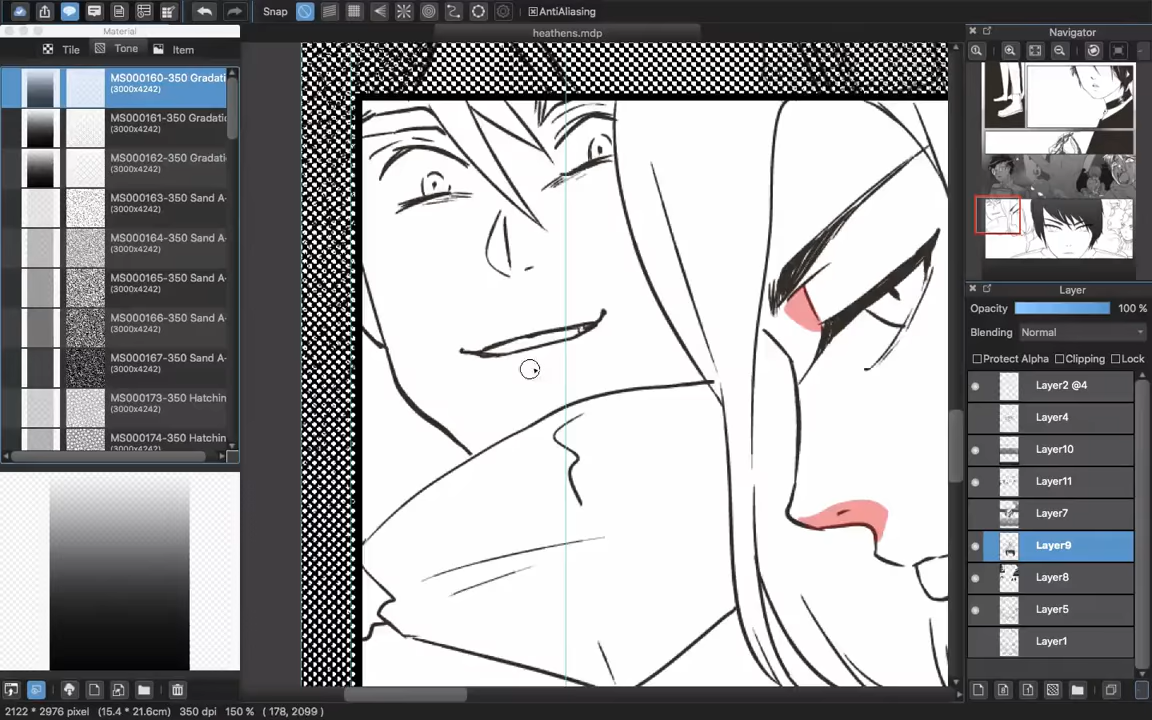 Snap
AntiAliasing
Material
heathens.mdp
Navigator
Tile
Tone
Item
MS000160-350 Gradati
(3000x4242)
MS000161-350 Gradati
(3000x4242)
MS000162-350 Gradati
(3000x4242)
MS000163-350 Sand A-
(3000x4242)
MS000164-350 Sand A-
(3000x4242)
MS000165-350 Sand A-
(3000x4242)
MS000166-350 Sand A-
(3000x4242)
MS000167-350 Sand A-
(3000x4242)
MS000173-350 Hatchin
(3000x4242)
MS000174-350 Hatchin
(3000x4242)
Layer
Opacity 100 %
Blending Normal
Protect Alpha Clipping Lock
Layer2 @4
Layer4
Layer10
Layer11
Layer7
Layer9
Layer8
Layer5
Layer1
2122 * 2976 pixel (15.4 * 21.6cm) 350 dpi 150 % ( 178, 2099 )